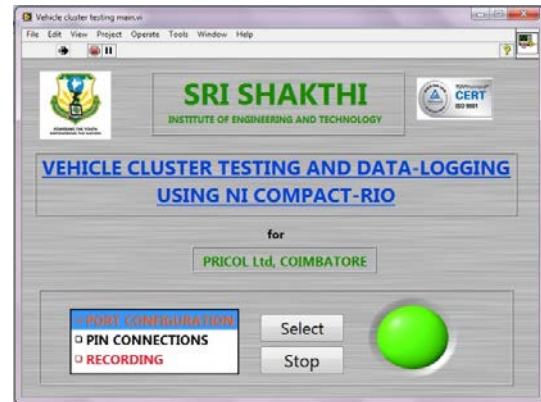 Vehicle cluster testing main.vi
File Edit View Project Operate Tools Window Help
SRI SHAKTHI
INSTITUTE OF ENGINEERING AND TECHNOLOGY
CERT
ISO 9001
VEHICLE CLUSTER TESTING AND DATA-LOGGING
USING NI COMPACT-RIO
for
PRICOL Ltd, COIMBATORE
PORT CONFIGURATION
PIN CONNECTIONS
RECORDING
Select
Stop